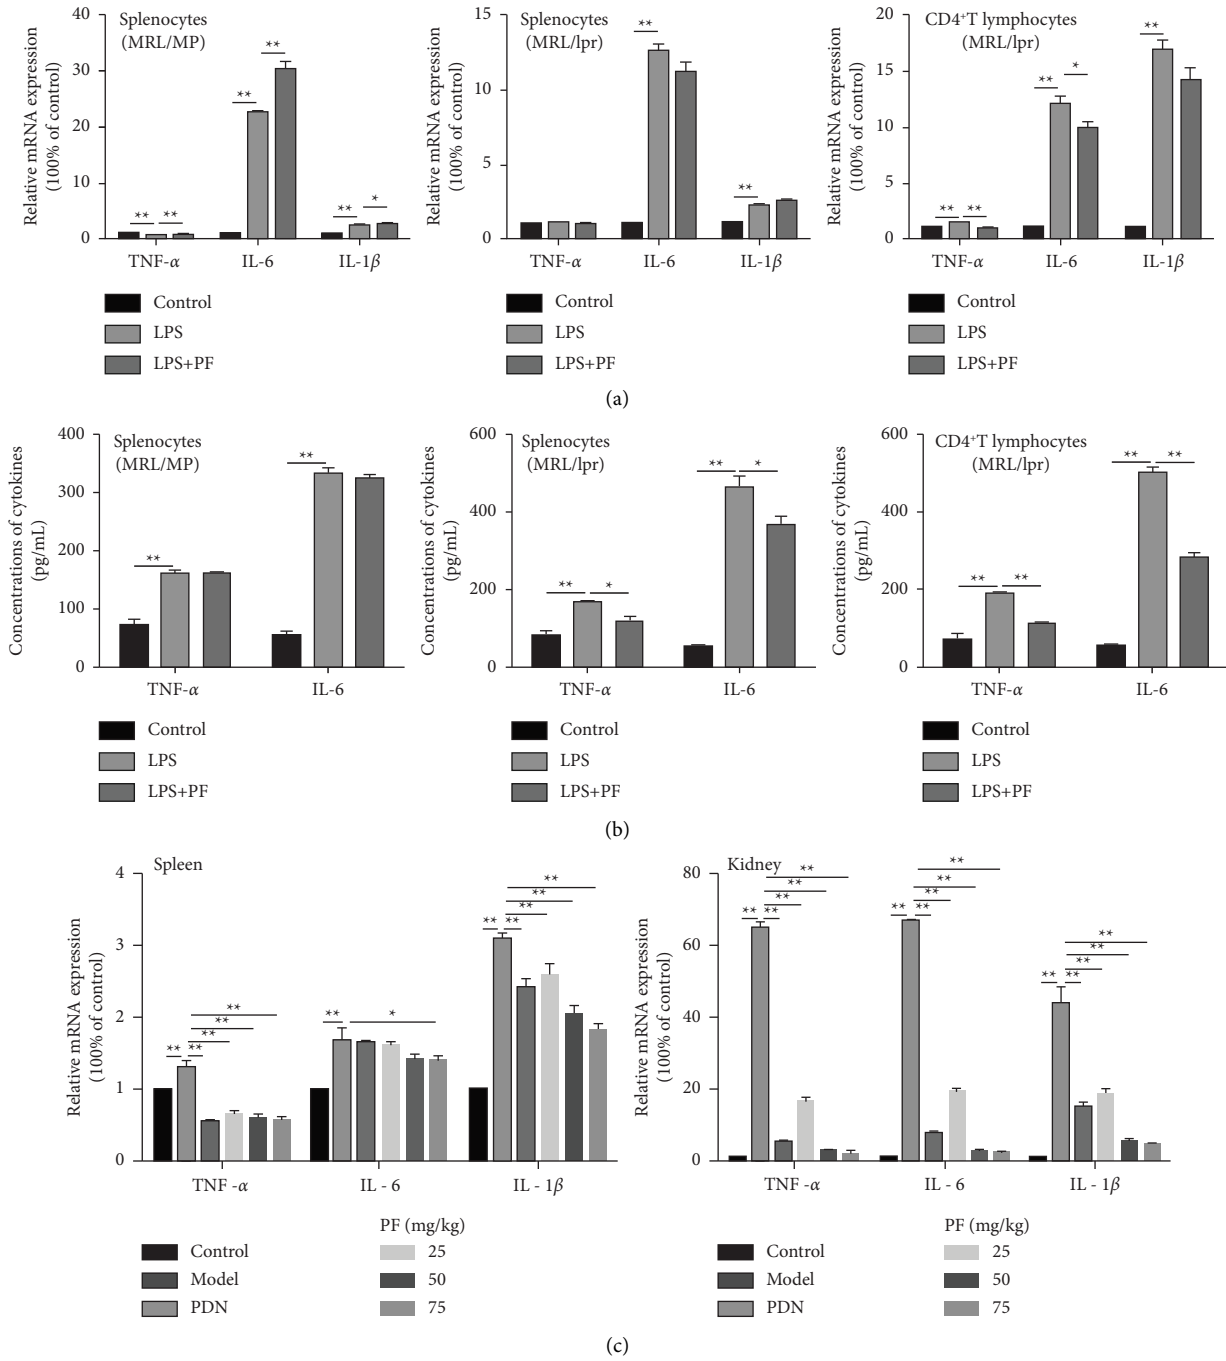 Splenocytes
(MRL/MP)
Relative mRNA expression
(100% of control)
40
30
20
10
0
** ** ** ** ** *
TNF-α IL-6 IL-1β
Control
LPS
LPS+PF
Splenocytes
(MRL/lpr)
Relative mRNA expression
(100% of control)
15
10
5
0
** **
TNF-α IL-6 IL-1β
Control
LPS
LPS+PF
CD4+T lymphocytes
(MRL/lpr)
Relative mRNA expression
(100% of control)
20
15
10
5
0
** ** ** * **
TNF-α IL-6 IL-1β
Control
LPS
LPS+PF
(a)
Splenocytes
(MRL/MP)
Concentrations of cytokines
(pg/mL)
400
300
200
100
0
** **
TNF-α IL-6
Control
LPS
LPS+PF
Splenocytes
(MRL/lpr)
Concentrations of cytokines
(pg/mL)
600
400
200
0
** * ** *
TNF-α IL-6
Control
LPS
LPS+PF
CD4+T lymphocytes
(MRL/lpr)
Concentrations of cytokines
(pg/mL)
600
400
200
0
** ** ** **
TNF-α IL-6
Control
LPS
LPS+PF
(b)
Spleen
Relative mRNA expression
(100% of control)
4
3
2
1
0
** ** ** ** **
** *
** ** ** ** **
TNF -α IL - 6 IL - 1β
Control
Model
PDN
PF (mg/kg)
25
50
75
Kidney
Relative mRNA expression
(100% of control)
80
60
40
20
0
** ** ** ** **
** ** ** ** **
** ** ** ** **
TNF -α IL - 6 IL - 1β
Control
Model
PDN
PF (mg/kg)
25
50
75
(c)